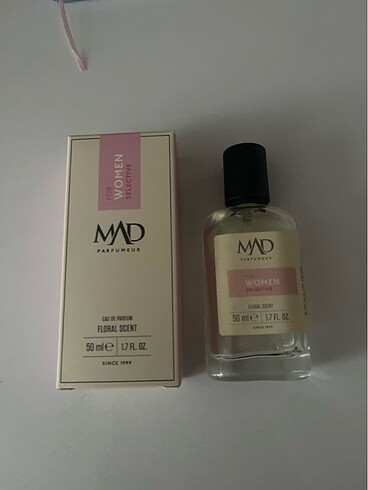 FOR
WOMEN
SELECTIVE
MAD
PARFUMEUR
EAU DE PARFUM
FLORAL SCENT
50 ml ℮ 1.7 FL. OZ.
SINCE 1999
MAD
PARFUMEUR
FOR
WOMEN
SELECTIVE
FLORAL SCENT
50 ml ℮ 1.7 FL. OZ.
SINCE 1999